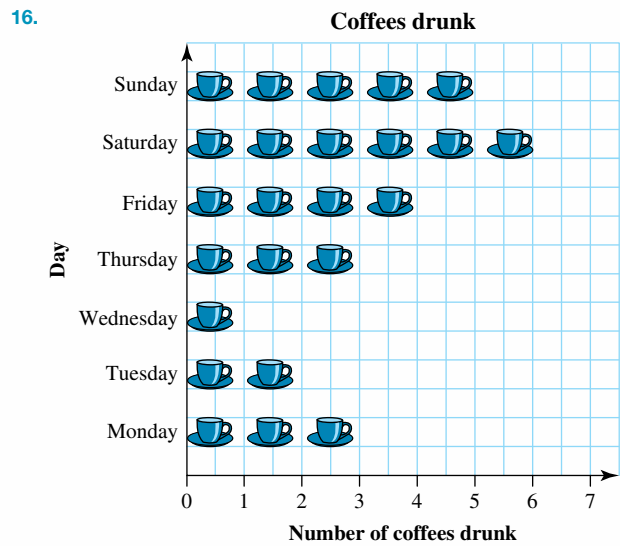 16.
Coffees drunk
Sunday
Saturday
Friday
Thursday
Wednesday
Tuesday
Monday
Day
0 1 2 3 4 5 6 7
Number of coffees drunk